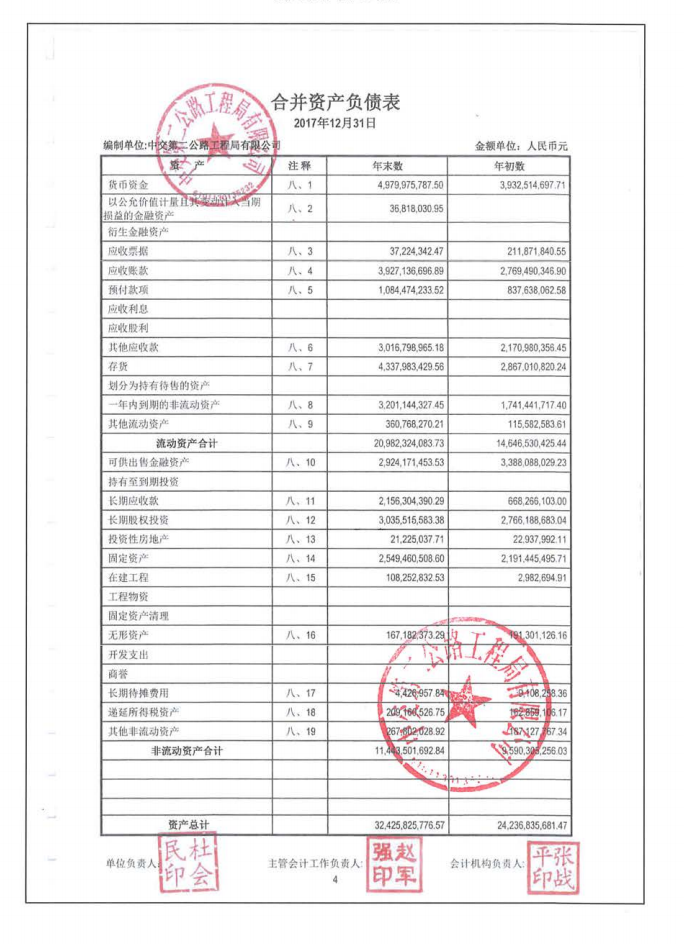 合并资产负债表
2017年12月31日
编制单位:中交第二公路工程局有限公司 金额单位：人民币元
资 产 注释 年末数 年初数
货币资金 八、1 4,979,975,787.50 3,932,514,697.71
以公允价值计量且其变动计入当期
损益的金融资产 八、2 36,818,030.95
衍生金融资产
应收票据 八、3 37,224,342.47 211,871,840.55
应收账款 八、4 3,927,136,696.89 2,769,490,346.90
预付款项 八、5 1,084,474,233.52 837,638,062.58
应收利息
应收股利
其他应收款 八、6 3,016,798,965.18 2,170,980,356.45
存货 八、7 4,337,983,429.56 2,867,010,820.24
划分为持有待售的资产
一年内到期的非流动资产 八、8 3,201,144,327.45 1,741,441,717.40
其他流动资产 八、9 360,768,270.21 115,582,583.61
流动资产合计 20,982,324,083.73 14,646,530,425.44
可供出售金融资产 八、10 2,924,171,453.53 3,388,088,029.23
持有至到期投资
长期应收款 八、11 2,156,304,390.29 668,266,103.00
长期股权投资 八、12 3,035,515,583.38 2,766,188,683.04
投资性房地产 八、13 21,225,037.71 22,937,992.11
固定资产 八、14 2,549,460,508.60 2,191,445,495.71
在建工程 八、15 108,252,832.53 2,982,694.91
工程物资
固定资产清理
无形资产 八、16 167,182,373.29 191,301,126.16
开发支出
商誉
长期待摊费用 八、17 4,426,957.84 9,108,258.36
递延所得税资产 八、18 209,160,526.75 162,859,106.17
其他非流动资产 八、19 267,802,028.92 187,127,767.34
非流动资产合计 11,443,501,692.84 9,590,305,256.03
资产总计 32,425,825,776.57 24,236,835,681.47
单位负责人: 主管会计工作负责人: 会计机构负责人:
杜会民印 赵军强印 张战平印
4